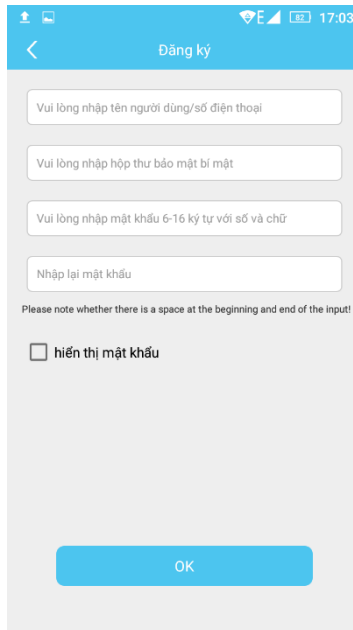 82 17:03
Đăng ký
Vui lòng nhập tên người dùng/số điện thoại
Vui lòng nhập hộp thư bảo mật bí mật
Vui lòng nhập mật khẩu 6-16 ký tự với số và chữ
Nhập lại mật khẩu
Please note whether there is a space at the beginning and end of the input!
hiển thị mật khẩu
OK